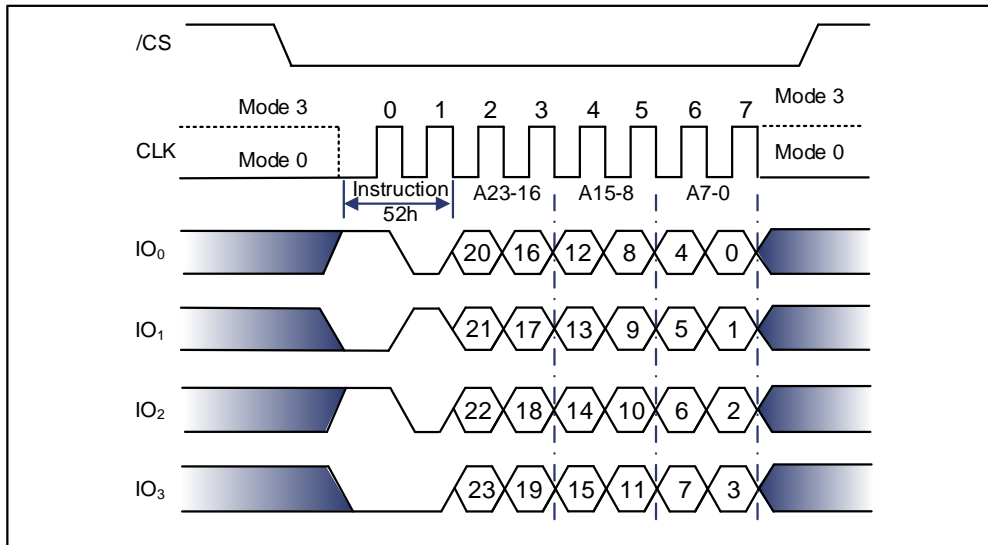 /CS
Mode 3 0 1 2 3 4 5 6 7 Mode 3
CLK Mode 0 Mode 0
Instruction A23-16 A15-8 A7-0
52h
IO₀ 20 16 12 8 4 0
IO₁ 21 17 13 9 5 1
IO₂ 22 18 14 10 6 2
IO₃ 23 19 15 11 7 3